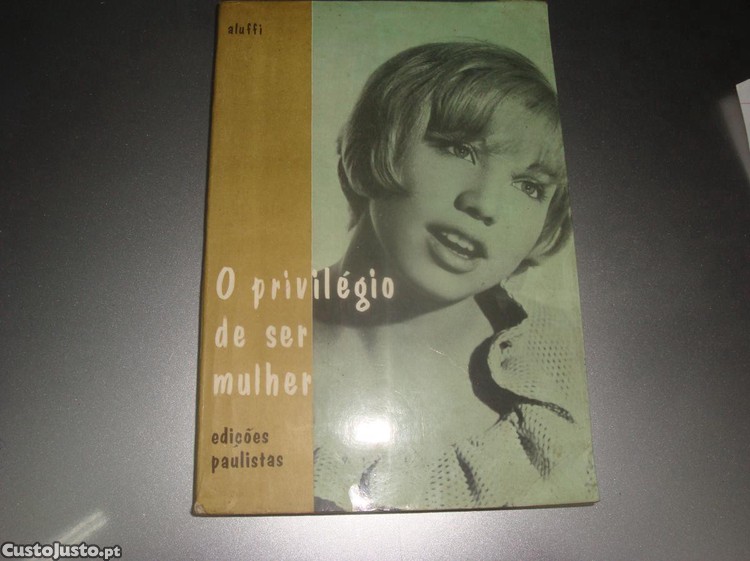 aluffi
O privilégio
de ser
mulher
edições
paulistas
CustoJusto.pt